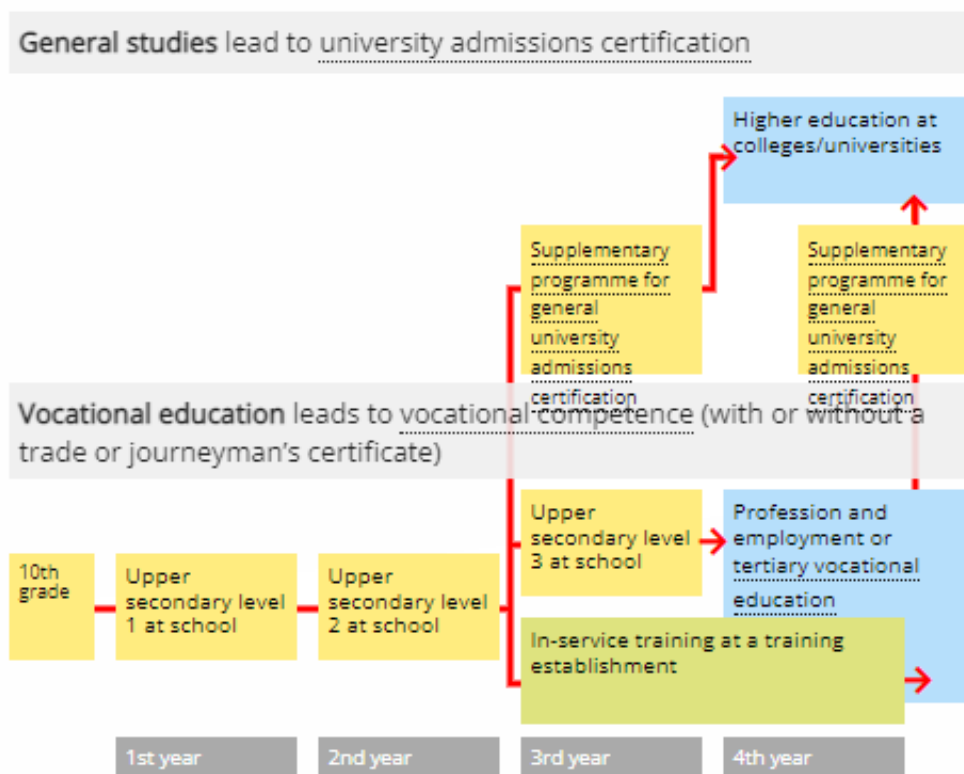 General studies lead to university admissions certification
Higher education at
colleges/universities
Supplementary
programme for
general
university
admissions
certification
Supplementary
programme for
general
university
admissions
certification
Vocational education leads to vocational competence (with or without a
trade or journeyman's certificate)
Upper
secondary level
3 at school
Profession and
employment or
tertiary vocational
education
10th
grade
Upper
secondary level
1 at school
Upper
secondary level
2 at school
In-service training at a training
establishment
1st year
2nd year
3rd year
4th year